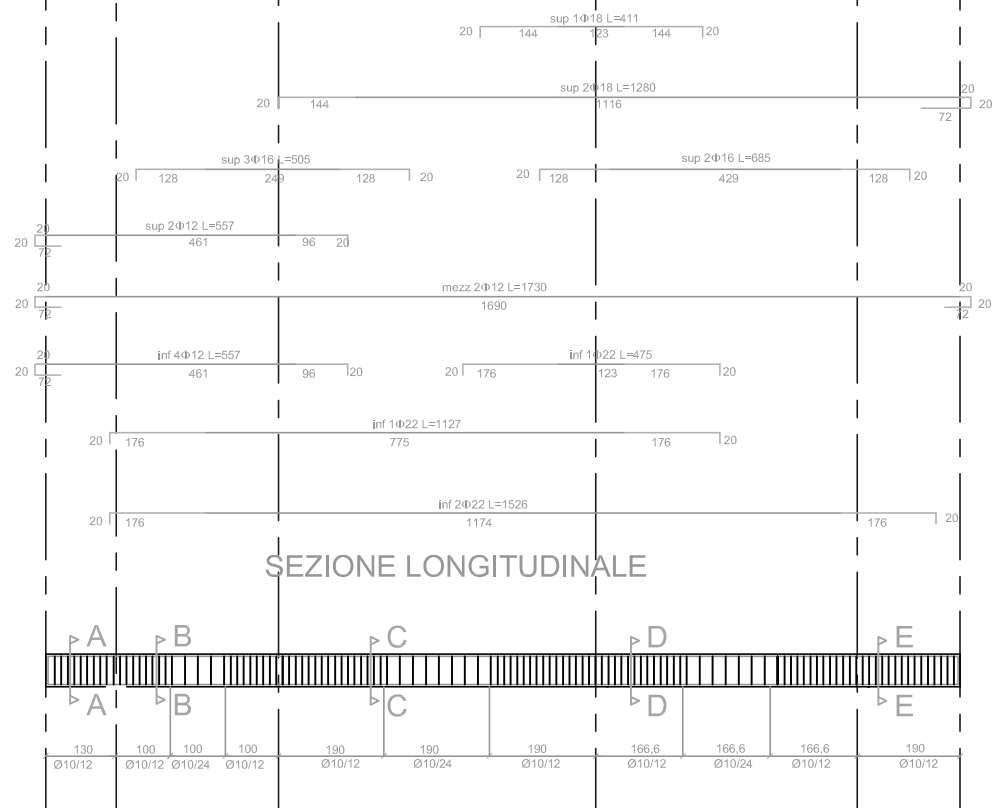 sup 1Φ18 L=411
20 144 123 144 20
sup 2Φ18 L=1280
20
20 144 1116 20
72
sup 3Φ16 L=505
20 128 249 128 20
sup 2Φ16 L=685
20 128 429 128 20
sup 2Φ12 L=557
20
20 461 96 20
72
mezz 2Φ12 L=1730
20 20
20 1690 20
72 72
inf 4Φ12 L=557
20
20 461 96 20
72
inf 1Φ22 L=475
20 176 123 176 20
inf 1Φ22 L=1127
20 176 775 176 20
inf 2Φ22 L=1526
20 176 1174 176 20
SEZIONE LONGITUDINALE
A B C D E
A B C D E
130 100 100 100 190 190 190 166,6 166,6 166,6 190
Ø10/12 Ø10/12 Ø10/24 Ø10/12 Ø10/12 Ø10/24 Ø10/12 Ø10/12 Ø10/24 Ø10/12 Ø10/12